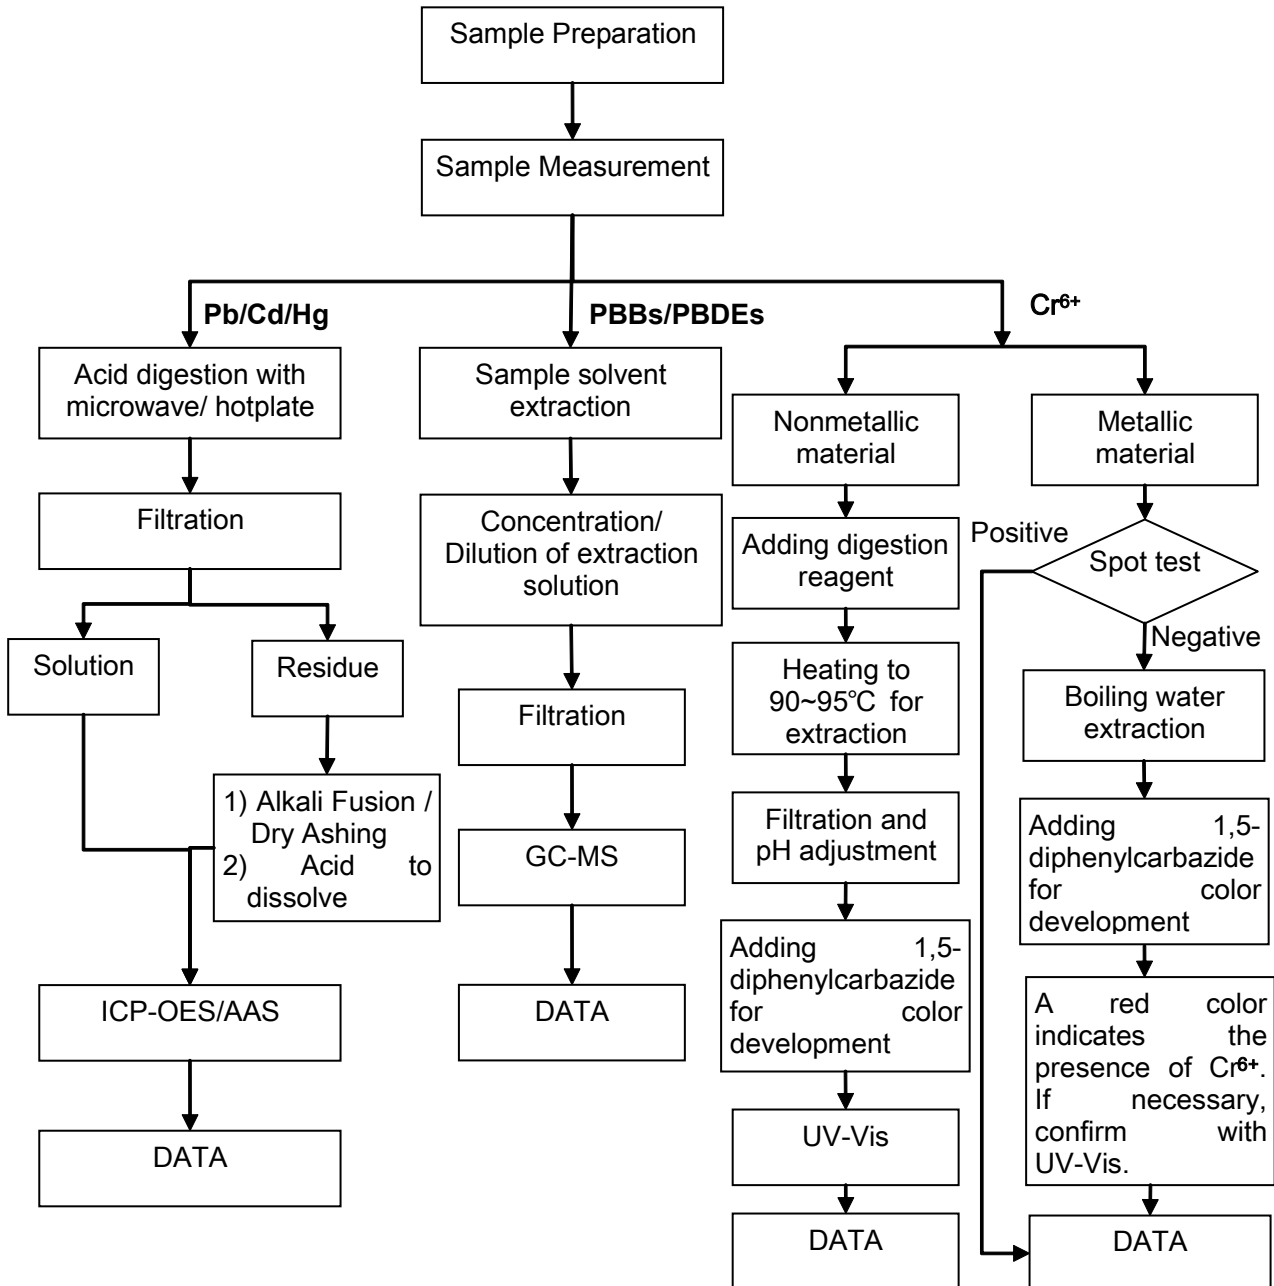 Sample Preparation
Sample Measurement
Pb/Cd/Hg
Acid digestion with
microwave/ hotplate
Filtration
Solution
Residue
1) Alkali Fusion /
Dry Ashing
2) Acid to
dissolve
ICP-OES/AAS
DATA
PBBs/PBDEs
Sample solvent
extraction
Concentration/
Dilution of extraction
solution
Filtration
GC-MS
DATA
Cr⁶⁺
Nonmetallic
material
Adding digestion
reagent
Heating to
90~95℃ for
extraction
Filtration and
pH adjustment
Adding 1,5-
diphenylcarbazide
for color
development
UV-Vis
DATA
Metallic
material
Spot test
Positive
Negative
Boiling water
extraction
Adding 1,5-
diphenylcarbazide
for color
development
A red color
indicates the
presence of Cr⁶⁺.
If necessary,
confirm with
UV-Vis.
DATA